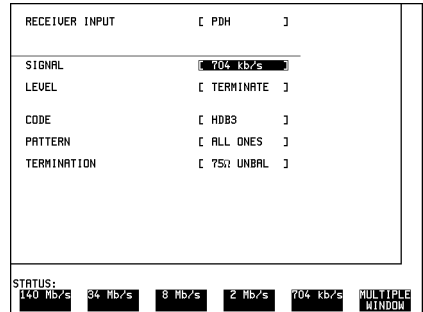 RECEIVER INPUT [ PDH ]
SIGNAL [ 704 kb/s ]
LEVEL [ TERMINATE ]
CODE [ HDB3 ]
PATTERN [ ALL ONES ]
TERMINATION [ 75Ω UNBAL ]
STATUS:
140 Mb/s 34 Mb/s 8 Mb/s 2 Mb/s 704 kb/s MULTIPLE
WINDOW